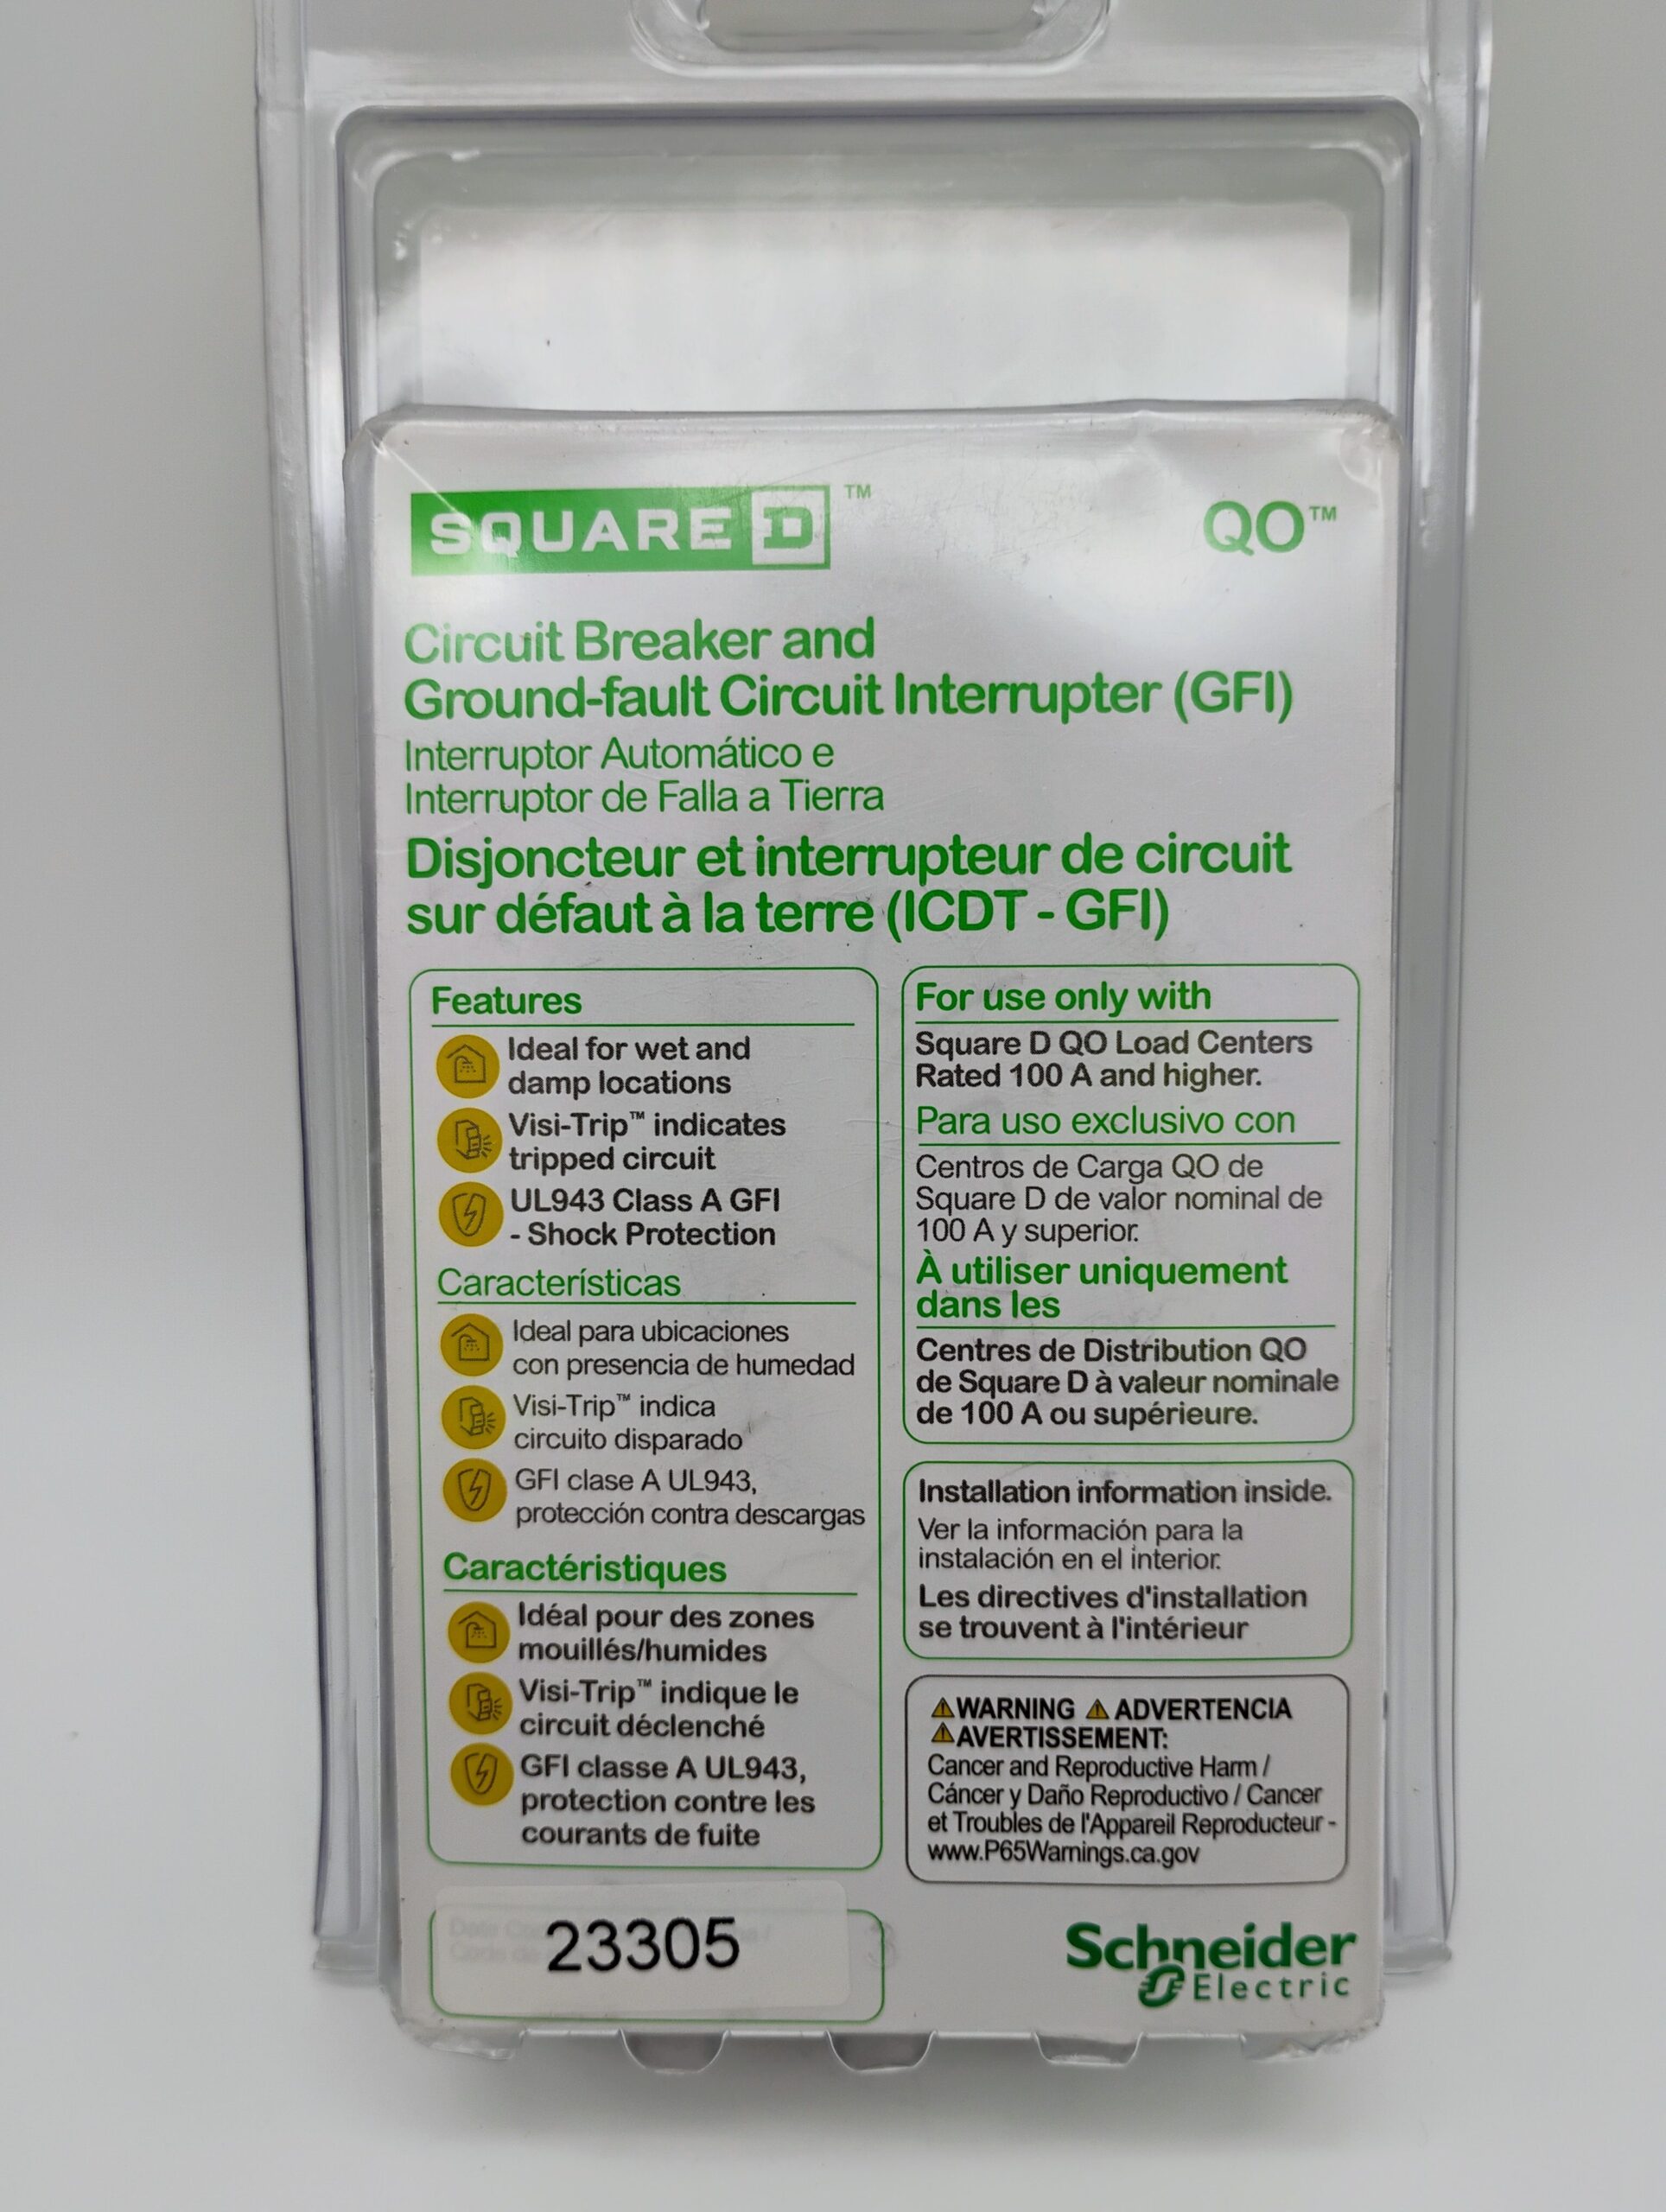 SQUARE D ™
QO™
Circuit Breaker and
Ground-fault Circuit Interrupter (GFI)
Interruptor Automático e
Interruptor de Falla a Tierra
Disjoncteur et interrupteur de circuit
sur défaut à la terre (ICDT - GFI)
Features
Ideal for wet and
damp locations
Visi-Trip™ indicates
tripped circuit
UL943 Class A GFI
- Shock Protection
Características
Ideal para ubicaciones
con presencia de humedad
Visi-Trip™ indica
circuito disparado
GFI clase A UL943,
protección contra descargas
Caractéristiques
Idéal pour des zones
mouillés/humides
Visi-Trip™ indique le
circuit déclenché
GFI classe A UL943,
protection contre les
courants de fuite
For use only with
Square D QO Load Centers
Rated 100 A and higher.
Para uso exclusivo con
Centros de Carga QO de
Square D de valor nominal de
100 A y superior.
À utiliser uniquement
dans les
Centres de Distribution QO
de Square D à valeur nominale
de 100 A ou supérieure.
Installation information inside.
Ver la información para la
instalación en el interior.
Les directives d'installation
se trouvent à l'intérieur
WARNING ADVERTENCIA
AVERTISSEMENT:
Cancer and Reproductive Harm /
Cáncer y Daño Reproductivo / Cancer
et Troubles de l'Appareil Reproducteur -
www.P65Warnings.ca.gov
23305
Schneider
Electric